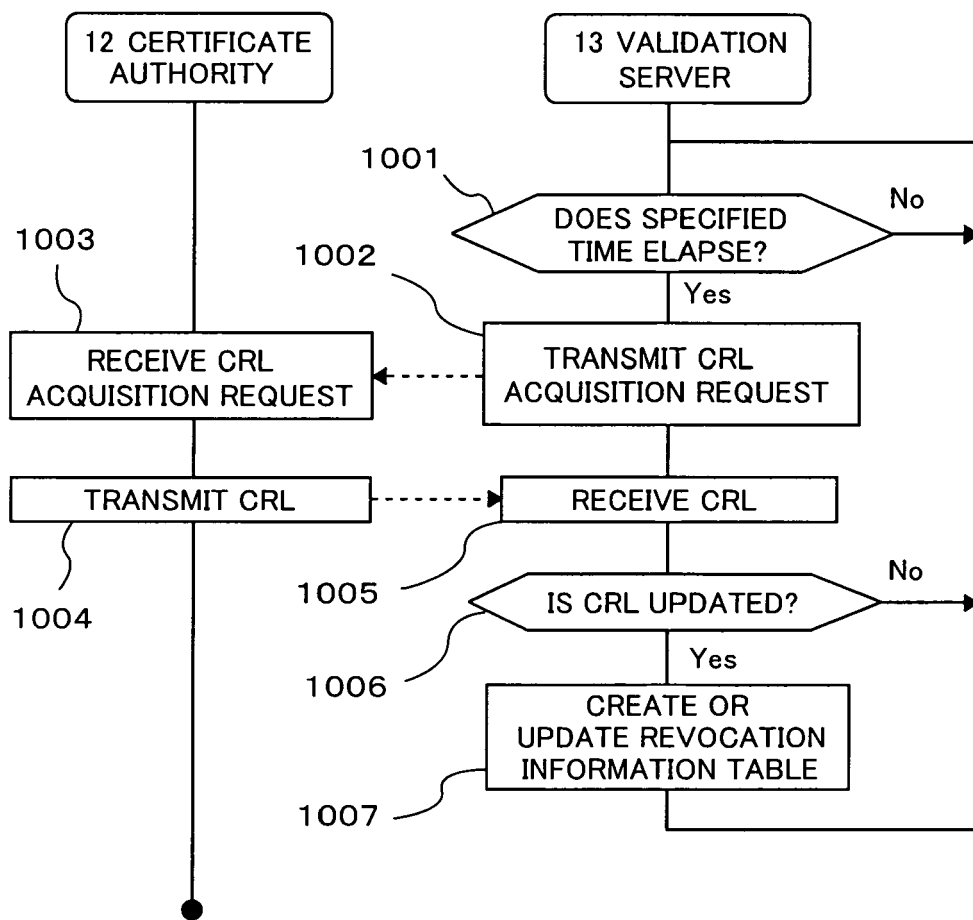 12 CERTIFICATE
AUTHORITY
13 VALIDATION
SERVER
1001
DOES SPECIFIED
TIME ELAPSE?
No
1003
1002
Yes
RECEIVE CRL
ACQUISITION REQUEST
TRANSMIT CRL
ACQUISITION REQUEST
TRANSMIT CRL
RECEIVE CRL
1004
1005
IS CRL UPDATED?
No
1006
Yes
CREATE OR
UPDATE REVOCATION
INFORMATION TABLE
1007